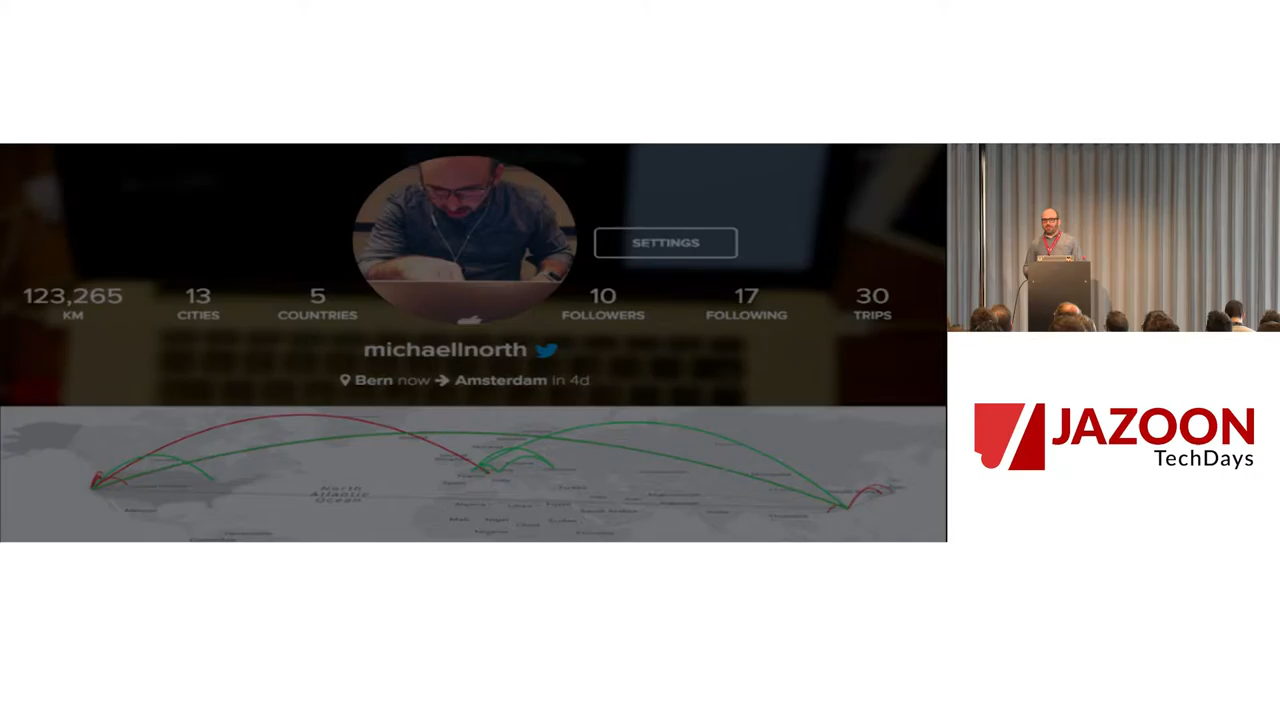 SETTINGS
123,265
KM
13
CITIES
5
COUNTRIES
10
FOLLOWERS
17
FOLLOWING
30
TRIPS
michaellnorth
Bern now → Amsterdam in 4d
North
Atlantic
Ocean
JAZOON
TechDays